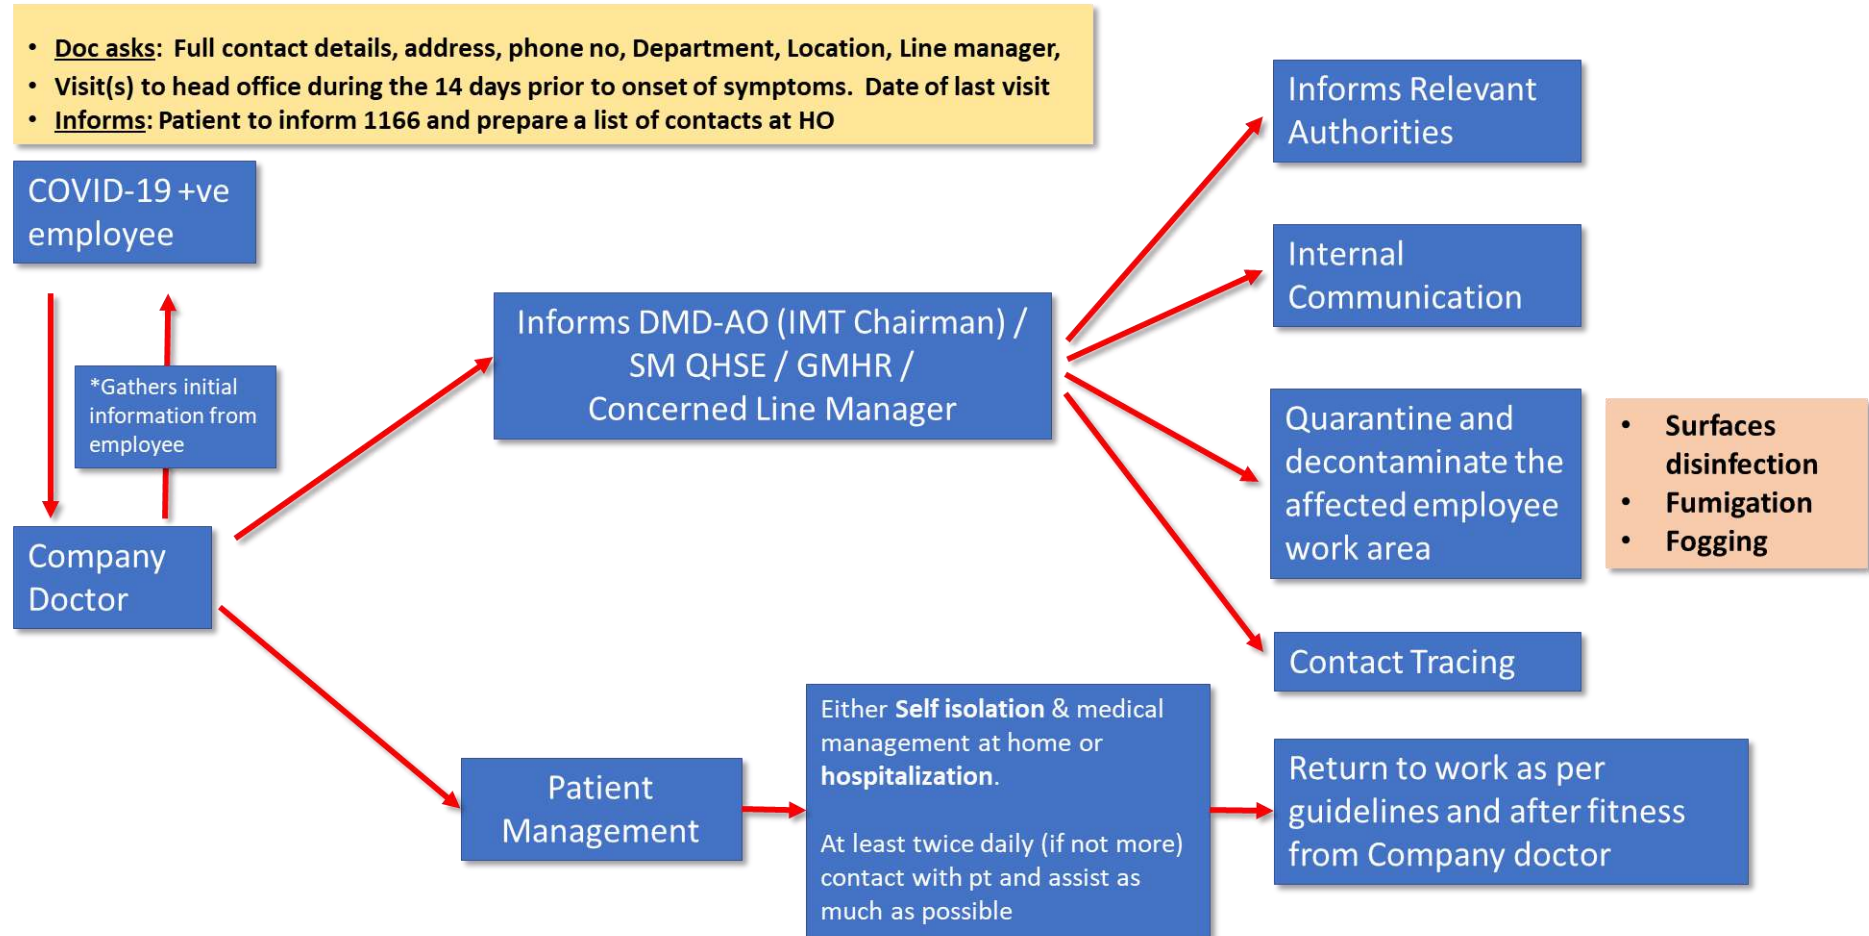 • Doc asks: Full contact details, address, phone no, Department, Location, Line manager,
• Visit(s) to head office during the 14 days prior to onset of symptoms. Date of last visit
• Informs: Patient to inform 1166 and prepare a list of contacts at HO
COVID-19 +ve
employee
*Gathers initial
information from
employee
Company
Doctor
Informs DMD-AO (IMT Chairman) /
SM QHSE / GMHR /
Concerned Line Manager
Informs Relevant
Authorities
Internal
Communication
Quarantine and
decontaminate the
affected employee
work area
• Surfaces
disinfection
• Fumigation
• Fogging
Contact Tracing
Patient
Management
Either Self isolation & medical
management at home or
hospitalization.
At least twice daily (if not more)
contact with pt and assist as
much as possible
Return to work as per
guidelines and after fitness
from Company doctor